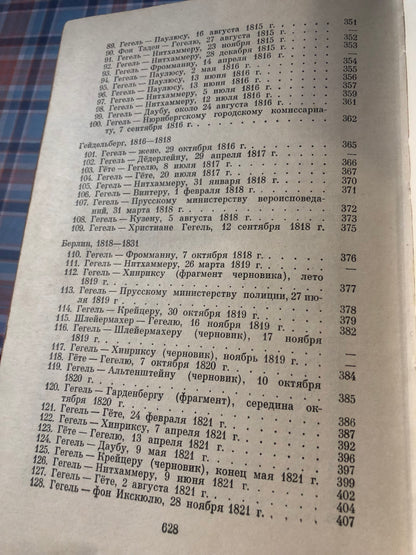 89. Гегель — Паулюсу, 16 августа 1815 г. 351
90. Фон Талон — Гегелю, 27 августа 1815 г. —
91. Гегель — Нитхаммеру, 23 ноября 1815 г. 352
92. Гегель — Нитхаммеру, 28 декабря 1815 г. 353
93. Гегель — Фромманну, 14 апреля 1816 г. —
94. Гегель — Паулюсу, 2 мая 1816 г. 354
95. Гегель — Паулюсу, 13 июня 1816 г. 355
96. Гегель — Паулюсу, 13 июня 1816 г. 356
97. Гегель — Нитхаммеру, 5 июля 1816 г. —
98. Гегель — Нитхаммеру, 12 июля 1816 г. 359
99. Гегель — Даубу, около 24 августа 1816 г. 361
100. Гегель — Нюрнбергскому городскому комиссариату, 7 сентября 1816 г. 362
Гейдельберг, 1816—1818
101. Гегель — жене, 29 октября 1816 г. 365
102. Гегель — Дёдерлейну, 29 апреля 1817 г. —
103. Гёте — Гегелю, 8 июля 1817 г. 367
104. Гегель — Гёте, 20 июля 1817 г. —
105. Гегель — Нитхаммеру, 31 января 1818 г. 370
106. Гегель — Винтеру, 1 февраля 1818 г. 371
107. Гегель — Прусскому министерству вероисповеданий, 31 марта 1818 г. 372
108. Гегель — Кузену, 5 августа 1818 г. 373
109. Гегель — Христиане Гегель, 12 сентября 1818 г. 375
Берлин, 1818—1831
110. Гегель — Фромманну, 7 октября 1818 г. 376
111. Гегель — Нитхаммеру, 26 марта 1819 г. —
112. Гегель — Хинриксу (фрагмент черновика), лето
1819 г. 377
113. Гегель — Прусскому министерству полиции, 27 июля 1819 г. —
114. Гегель — Крейцеру, 30 октября 1819 г. 378
115. Шлейермахер — Гегелю, 16 ноября 1819 г. 379
116. Гегель — Шлейермахеру (черновик), 17 ноября
1819 г. 382
117. Гегель — Хинриксу (черновик), ноябрь 1819 г. —
118. Гёте — Гегелю, 7 октября 1820 г. —
119. Гегель — Альтенштейну (черновик), 10 октября
1820 г. 384
120. Гегель — Гарденбергу (фрагмент), середина октября 1820 г. 385
121. Гегель — Гёте, 24 февраля 1821 г. 386
122. Гегель — Хинриксу, 7 апреля 1821 г. 387
123. Гёте — Гегелю, 13 апреля 1821 г. 392
124. Гегель — Даубу, 9 мая 1821 г. 397
125. Гегель — Крейцеру (черновик), конец мая 1821 г. 399
126. Гегель — Нитхаммеру, 9 июня 1821 г. 402
127. Гегель — Гёте, 2 августа 1821 г. 404
128. Гегель — фон Икскюлю, 28 ноября 1821 г. 407
628